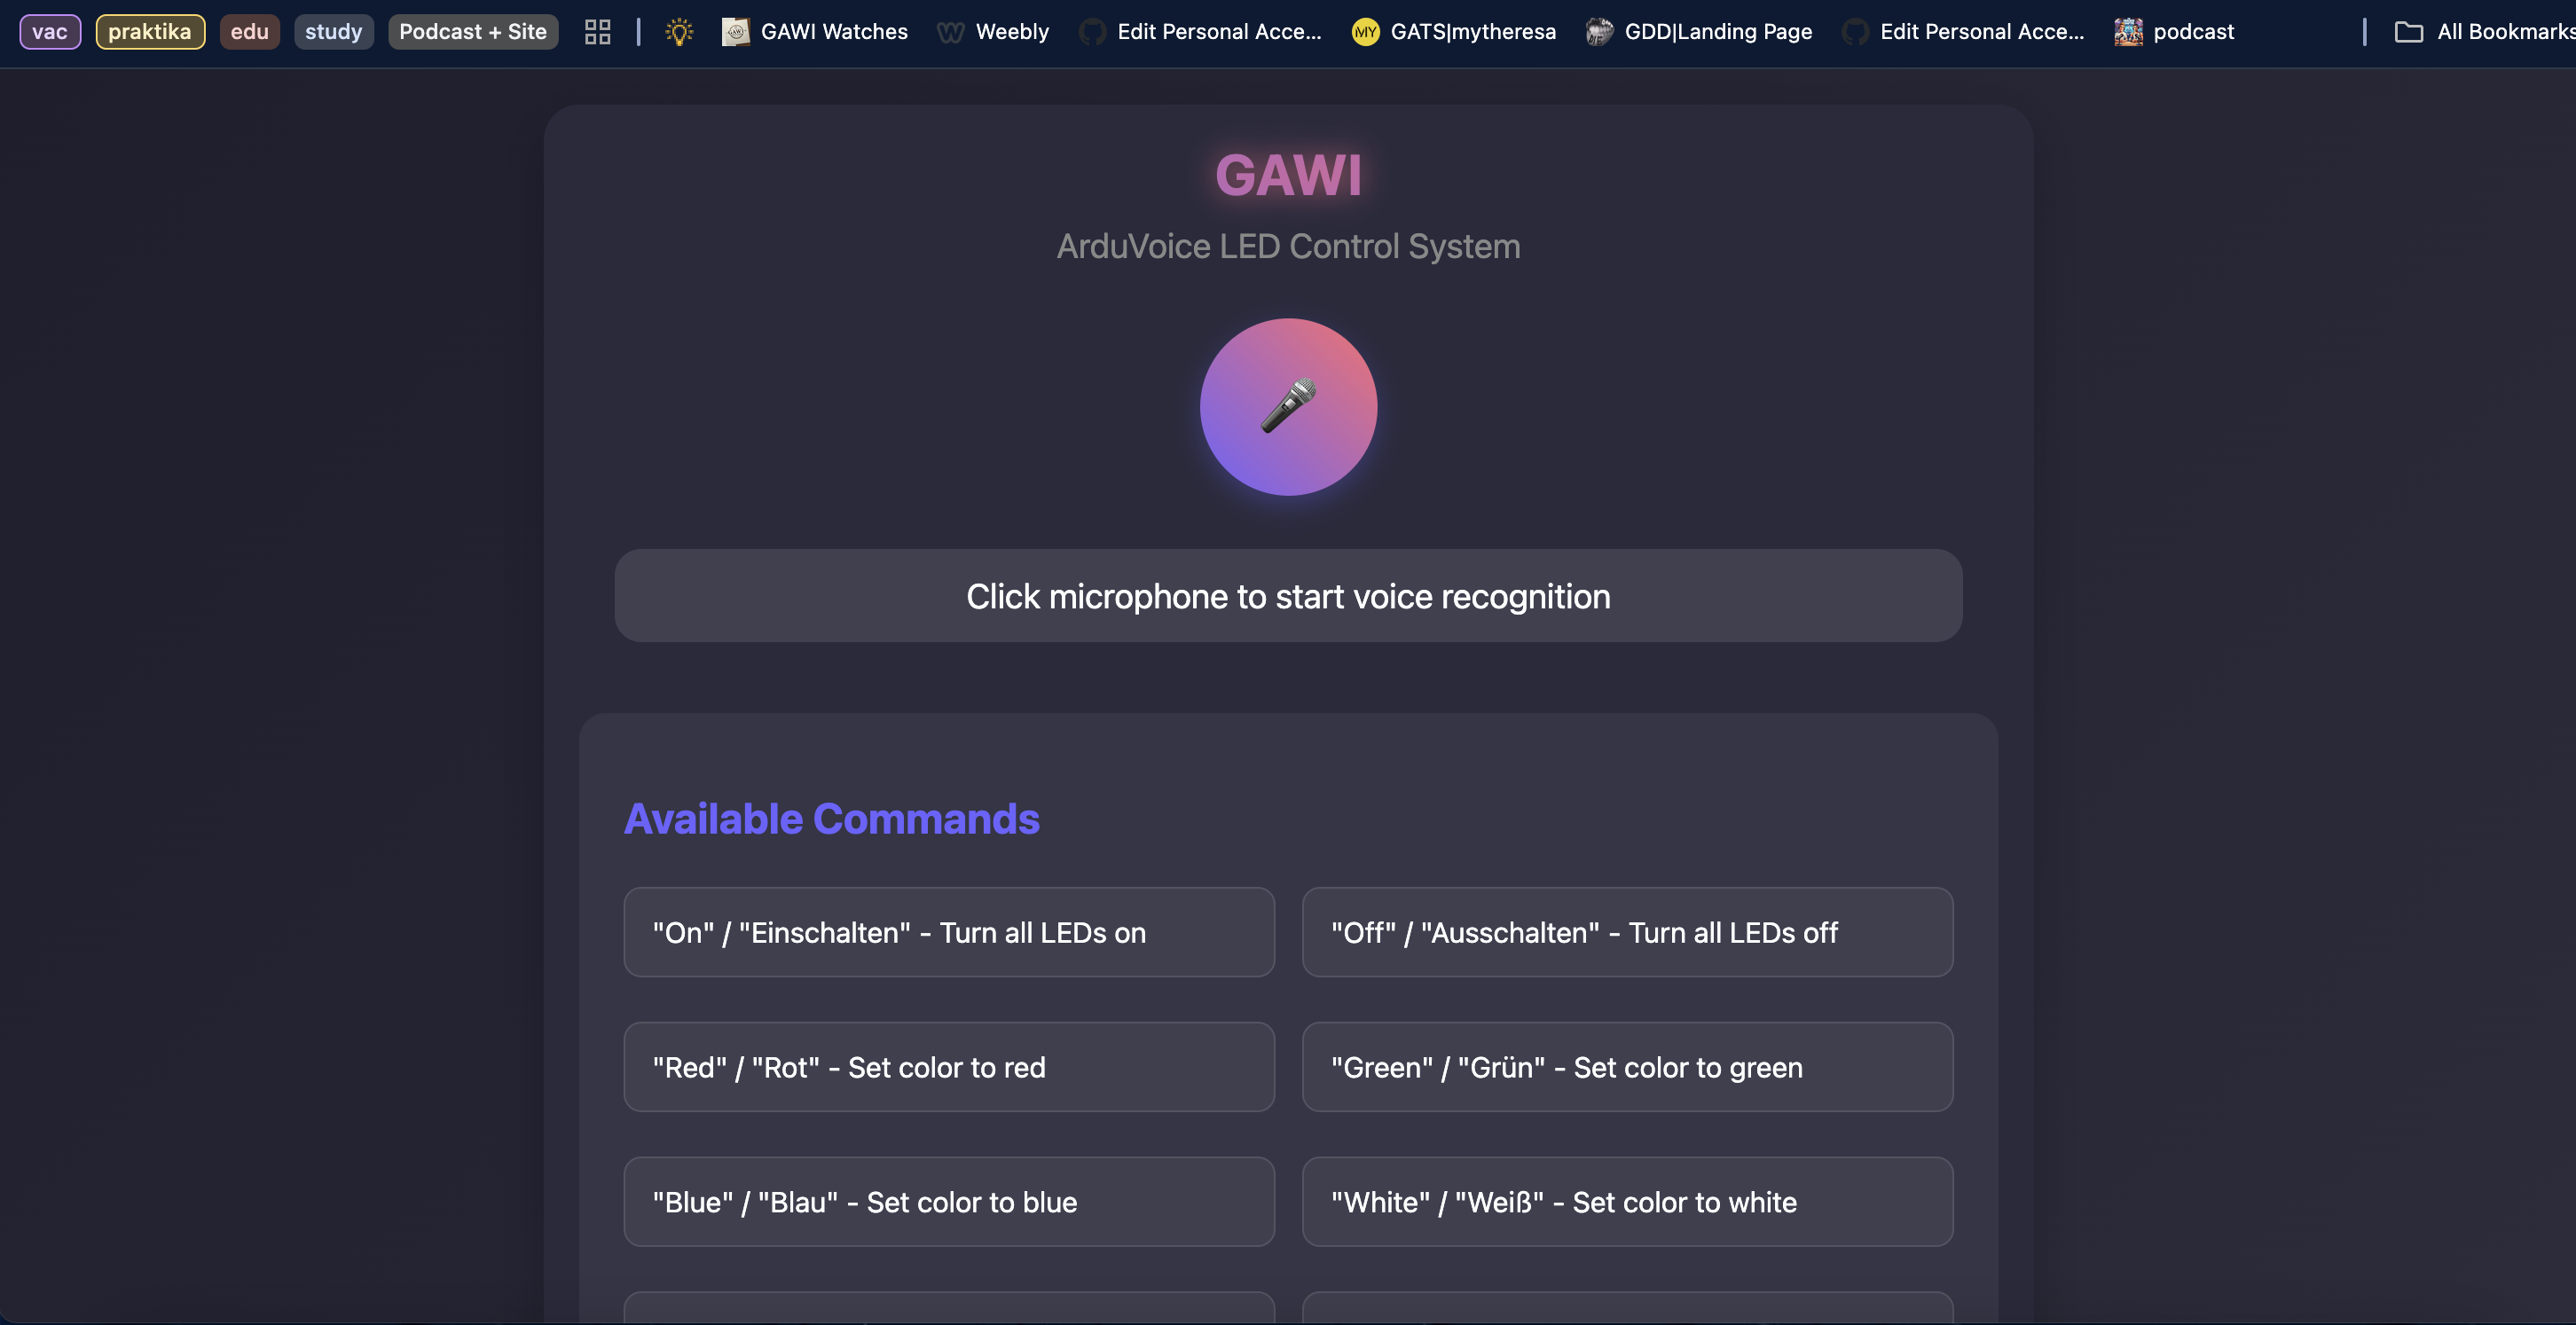 vac praktika edu study Podcast + Site GAWI Watches Weebly Edit Personal Acce... MY GATS|mytheresa GDD|Landing Page Edit Personal Acce... podcast All Bookmarks
GAWI
ArduVoice LED Control System
Click microphone to start voice recognition
Available Commands
"On" / "Einschalten" - Turn all LEDs on
"Off" / "Ausschalten" - Turn all LEDs off
"Red" / "Rot" - Set color to red
"Green" / "Grün" - Set color to green
"Blue" / "Blau" - Set color to blue
"White" / "Weiß" - Set color to white